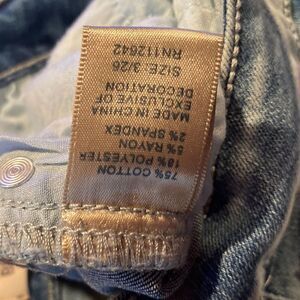 75% COTTON
18% POLYESTER
5% RAYON
2% SPANDEX
MADE IN CHINA
EXCLUSIVE OF
DECORATION
SIZE: 3/26
RN112642